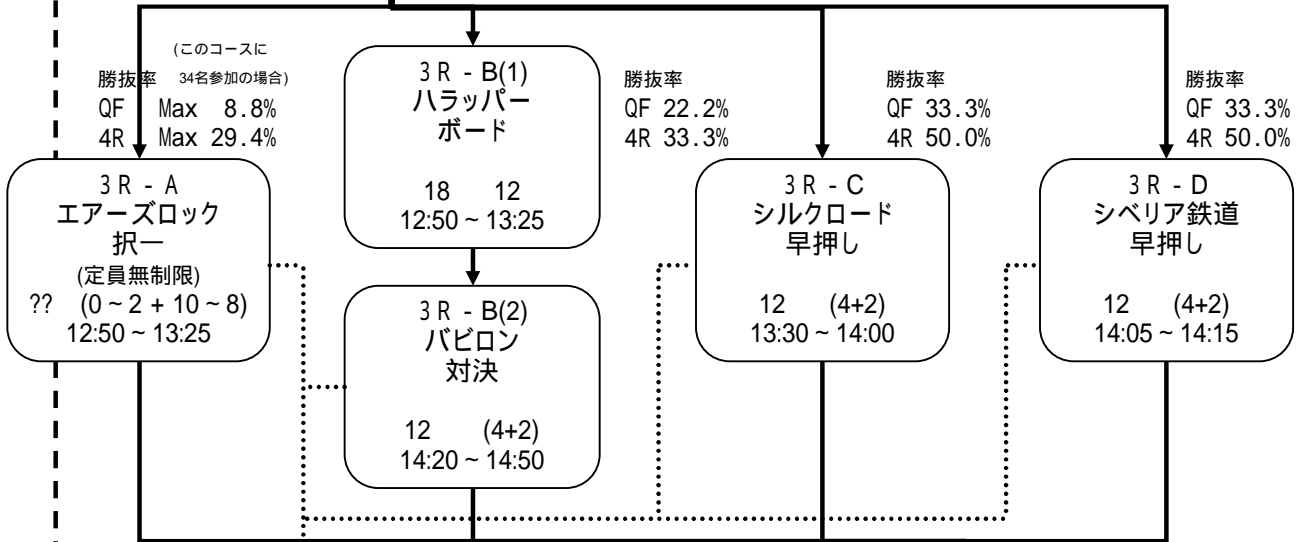 (このコースに
勝抜率 34名参加の場合)
QF Max 8.8%
4R Max 29.4%
3R - A
エアーズロック
択一
(定員無制限)
?? (0~2+10~8)
12:50~13:25
3R - B(1)
ハラッパー
ボード
18 12
12:50~13:25
勝抜率
QF 22.2%
4R 33.3%
3R - B(2)
バビロン
対決
12 (4+2)
14:20~14:50
勝抜率
QF 33.3%
4R 50.0%
3R - C
シルクロード
早押し
12 (4+2)
13:30~14:00
勝抜率
QF 33.3%
4R 50.0%
3R - D
シベリア鉄道
早押し
12 (4+2)
14:05~14:15